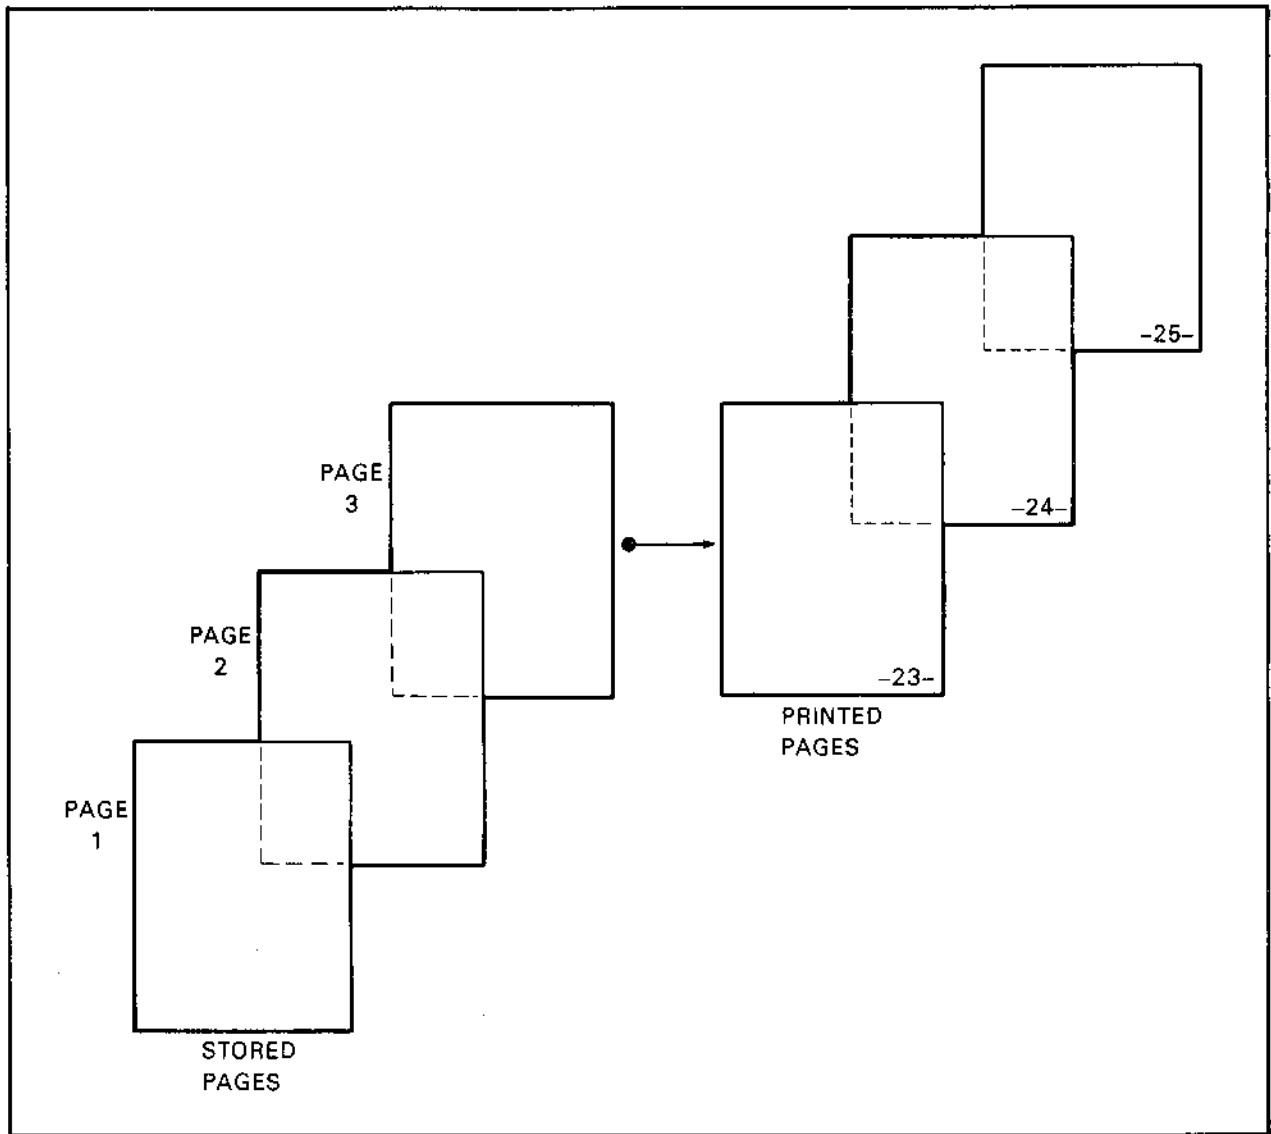 PAGE
1
PAGE
2
PAGE
3
STORED
PAGES
–23–
–24–
–25–
PRINTED
PAGES